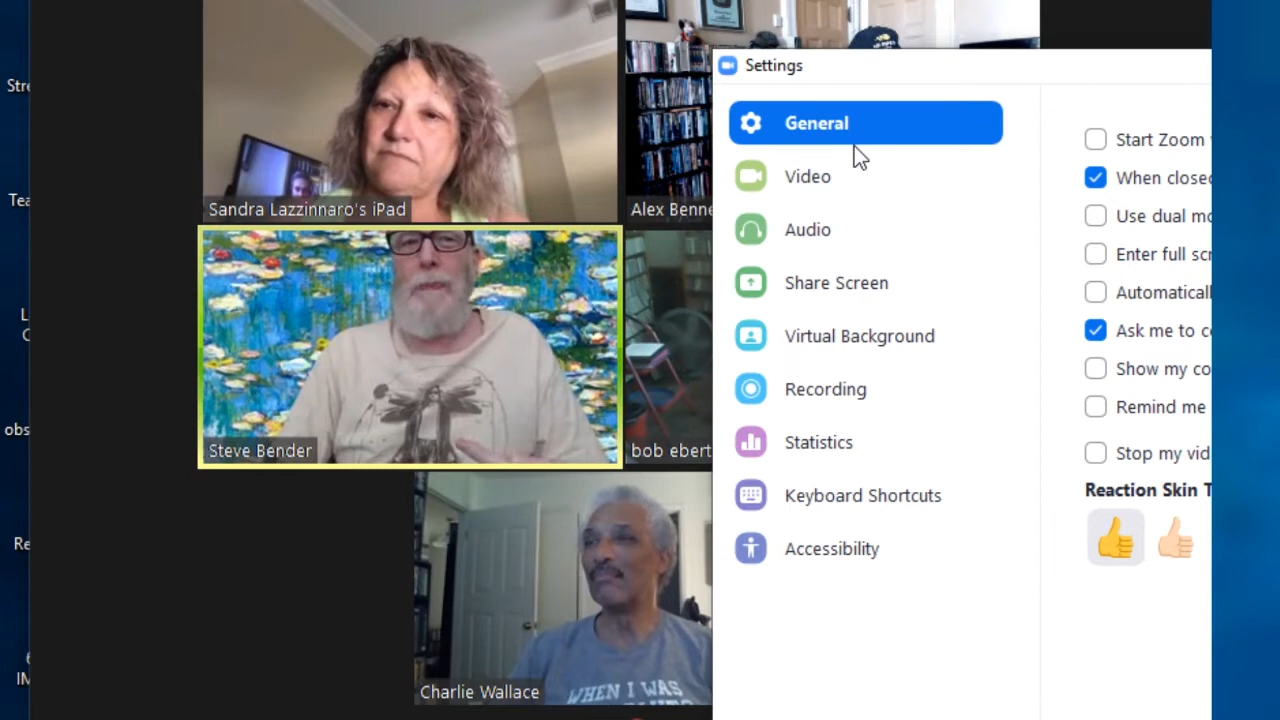 Settings
General
Video
Audio
Share Screen
Virtual Background
Recording
Statistics
Keyboard Shortcuts
Accessibility
Start Zoom
When closed
Use dual mo
Enter full scr
Automaticall
Ask me to co
Show my co
Remind me
Stop my vid
Reaction Skin T
Sandra Lazzinnaro's iPad
Alex Benne
Steve Bender
bob ebert
Charlie Wallace
WHEN I WAS
Stre
Tea
L
C
obs
Re